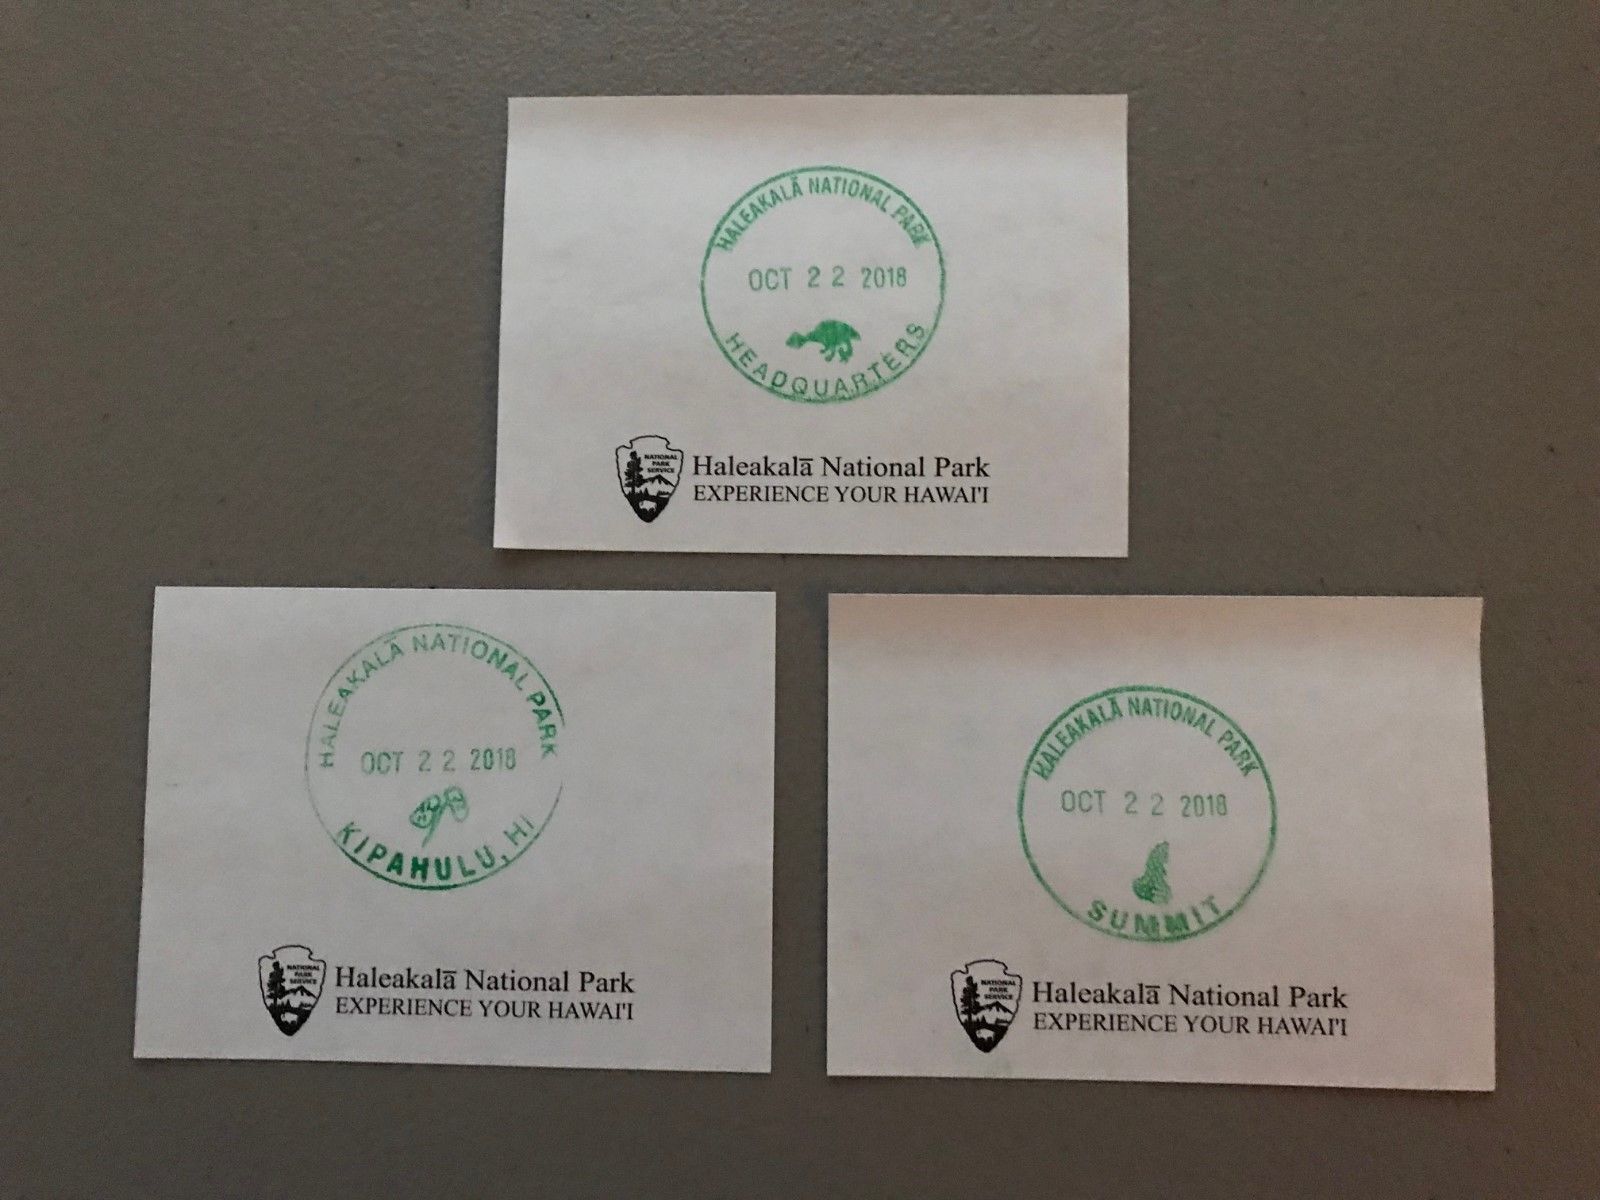 HALEAKALĀ NATIONAL PARK
OCT 22 2018
HEADQUARTERS
NATIONAL
PARK
SERVICE
Haleakalā National Park
EXPERIENCE YOUR HAWAI'I
HALEAKALĀ NATIONAL PARK
OCT 22 2018
KIPAHULU, HI
NATIONAL
PARK
SERVICE
Haleakalā National Park
EXPERIENCE YOUR HAWAI'I
HALEAKALĀ NATIONAL PARK
OCT 22 2018
SUMMIT
NATIONAL
PARK
SERVICE
Haleakalā National Park
EXPERIENCE YOUR HAWAI'I